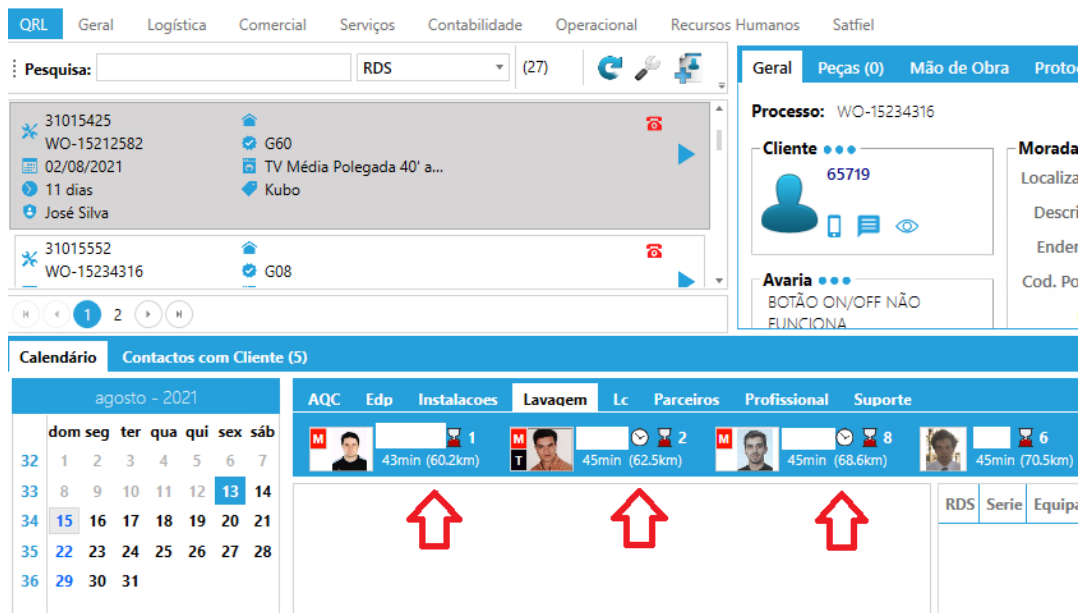 QRL Geral Logística Comercial Serviços Contabilidade Operacional Recursos Humanos Satfiel
Pesquisa: RDS (27)
31015425
WO-15212582 G60
02/08/2021 TV Média Polegada 40' a...
11 dias Kubo
José Silva
31015552
WO-15234316 G08
1 2
Geral Peças (0) Mão de Obra Proto
Processo: WO-15234316
Cliente
65719
Morada
Localiza
Descri
Ender
Cod. Po
Avaria
BOTÃO ON/OFF NÃO
FUNCIONA
Calendário Contactos com Cliente (5)
agosto - 2021
dom seg ter qua qui sex sáb
32 1 2 3 4 5 6 7
33 8 9 10 11 12 13 14
34 15 16 17 18 19 20 21
35 22 23 24 25 26 27 28
36 29 30 31
AQC Edp Instalacoes Lavagem Lc Parceiros Profissional Suporte
M 1
43min (60.2km)
M T 2
45min (62.5km)
M 8
45min (68.6km)
6
45min (70.5km)
RDS Serie Equipa